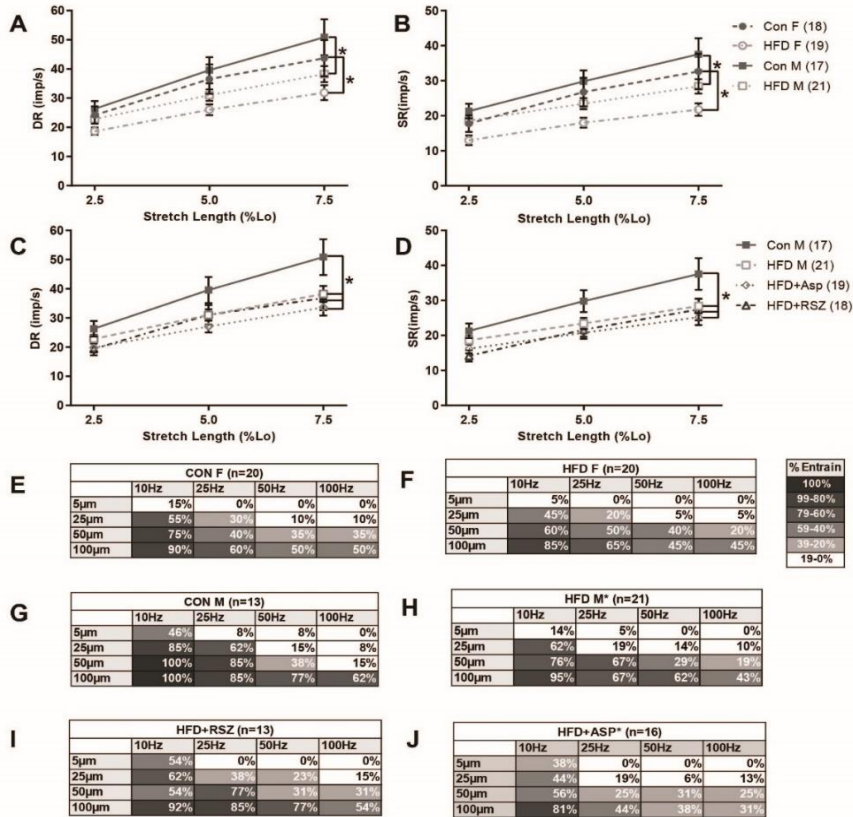 A
60
50
40
30
20
10
0
DR (imp/s)
2.5 5.0 7.5
Stretch Length (%Lo)
*
*
B
50
40
30
20
10
0
SR(imp/s)
2.5 5.0 7.5
Stretch Length (%Lo)
*
*
Con F (18)
HFD F (19)
Con M (17)
HFD M (21)
C
60
50
40
30
20
10
0
DR (imp/s)
2.5 5.0 7.5
Stretch Length (%Lo)
*
D
50
40
30
20
10
0
SR(imp/s)
2.5 5.0 7.5
Stretch Length (%Lo)
*
Con M (17)
HFD M (21)
HFD+Asp (19)
HFD+RSZ (18)
E
CON F (n=20)
10Hz 25Hz 50Hz 100Hz
5µm 15% 0% 0% 0%
25µm 55% 30% 10% 10%
50µm 75% 40% 35% 35%
100µm 90% 60% 50% 50%
F
HFD F (n=20)
10Hz 25Hz 50Hz 100Hz
5µm 5% 0% 0% 0%
25µm 45% 20% 5% 5%
50µm 60% 50% 40% 20%
100µm 85% 65% 45% 45%
% Entrain
100%
99-80%
79-60%
59-40%
39-20%
19-0%
G
CON M (n=13)
10Hz 25Hz 50Hz 100Hz
5µm 46% 8% 8% 0%
25µm 85% 62% 15% 8%
50µm 100% 85% 38% 15%
100µm 100% 85% 77% 62%
H
HFD M* (n=21)
10Hz 25Hz 50Hz 100Hz
5µm 14% 5% 0% 0%
25µm 62% 19% 14% 10%
50µm 76% 67% 29% 19%
100µm 95% 67% 62% 43%
I
HFD+RSZ (n=13)
10Hz 25Hz 50Hz 100Hz
5µm 54% 0% 0% 0%
25µm 62% 38% 23% 15%
50µm 54% 77% 31% 31%
100µm 92% 85% 77% 54%
J
HFD+ASP* (n=16)
10Hz 25Hz 50Hz 100Hz
5µm 38% 0% 0% 0%
25µm 44% 19% 6% 13%
50µm 56% 25% 31% 25%
100µm 81% 44% 38% 31%